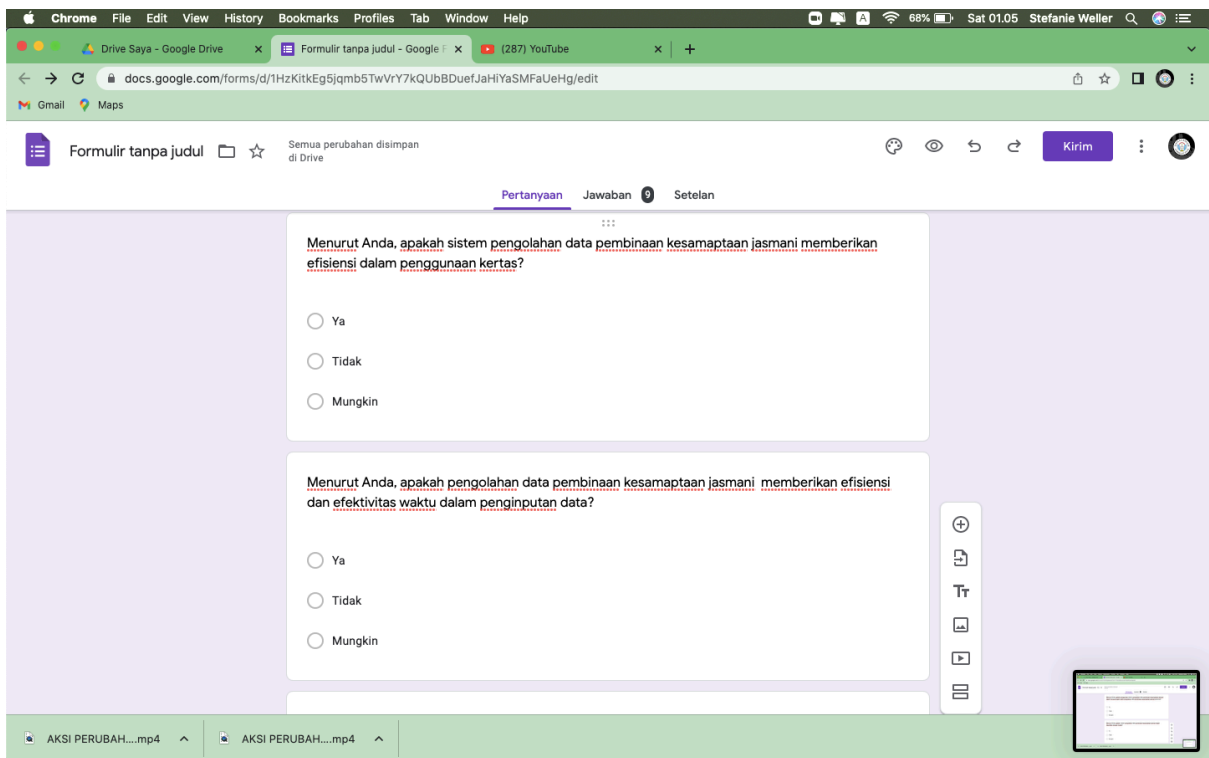 Chrome File Edit View History Bookmarks Profiles Tab Window Help A 68% Sat 01.05 Stefanie Weller
Drive Saya - Google Drive Formulir tanpa judul - Google F (287) YouTube
docs.google.com/forms/d/1HzKitkEg5jqmb5TwVrY7kQUbBDuefJaHiYaSMFaUeHg/edit
Gmail Maps
Formulir tanpa judul Semua perubahan disimpan
di Drive
Kirim
Pertanyaan Jawaban 9 Setelan
Menurut Anda, apakah sistem pengolahan data pembinaan kesamaptaan jasmani memberikan
efisiensi dalam penggunaan kertas?
Ya
Tidak
Mungkin
Menurut Anda, apakah pengolahan data pembinaan kesamaptaan jasmani  memberikan efisiensi
dan efektivitas waktu dalam penginputan data?
Ya
Tidak
Mungkin
Tт
AKSI PERUBAH....mp4 AKSI PERUBAH....mp4